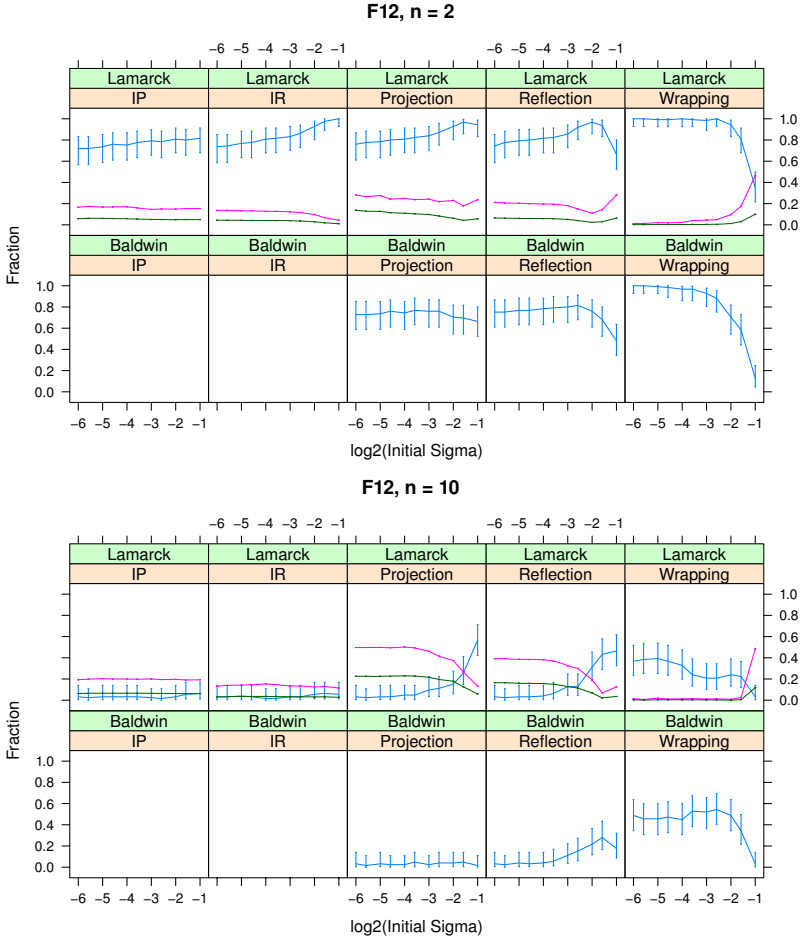 F12, n = 2
−6 −5 −4 −3 −2 −1 −6 −5 −4 −3 −2 −1
Lamarck Lamarck Lamarck Lamarck Lamarck
IP IR Projection Reflection Wrapping
1.0
0.8
0.6
0.4
0.2
0.0
Baldwin Baldwin Baldwin Baldwin Baldwin
IP IR Projection Reflection Wrapping
1.0
0.8
0.6
0.4
0.2
0.0
Fraction
−6 −5 −4 −3 −2 −1 −6 −5 −4 −3 −2 −1 −6 −5 −4 −3 −2 −1
log2(Initial Sigma)
F12, n = 10
−6 −5 −4 −3 −2 −1 −6 −5 −4 −3 −2 −1
Lamarck Lamarck Lamarck Lamarck Lamarck
IP IR Projection Reflection Wrapping
1.0
0.8
0.6
0.4
0.2
0.0
Baldwin Baldwin Baldwin Baldwin Baldwin
IP IR Projection Reflection Wrapping
1.0
0.8
0.6
0.4
0.2
0.0
Fraction
−6 −5 −4 −3 −2 −1 −6 −5 −4 −3 −2 −1 −6 −5 −4 −3 −2 −1
log2(Initial Sigma)